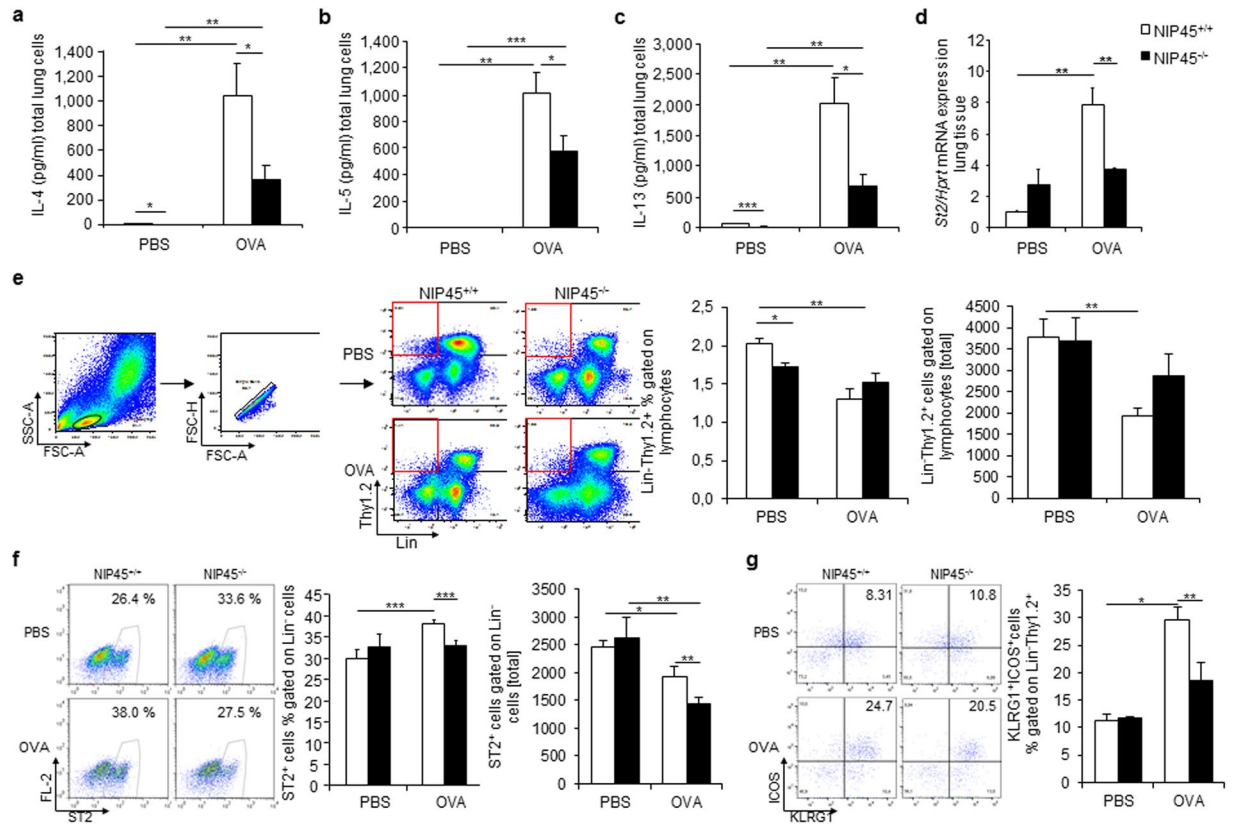 a
IL-4 (pg/ml) total lung cells
1,400
1,200
1,000
800
600
400
200
0
**
**
*
*
PBS
OVA
b
IL-5 (pg/ml) total lung cells
1,400
1,200
1,000
800
600
400
200
0
***
**
*
PBS
OVA
c
IL-13 (pg/ml) total lung cells
3,000
2,500
2,000
1,500
1,000
500
0
**
**
*
***
PBS
OVA
d
St2/Hprt mRNA expression
lung tissue
12
10
8
6
4
2
0
**
**
PBS
OVA
NIP45+/+
NIP45-/-
e
SSC-A
FSC-A
FSC-H
FSC-A
NIP45+/+
NIP45-/-
PBS
OVA
Thy1.2
Lin
Lin-Thy1.2+ % gated on
lymphocytes
2,5
2,0
1,5
1,0
0,5
0,0
**
*
PBS
OVA
Lin-Thy1.2+ cells gated on
lymphocytes [total]
4500
4000
3500
3000
2500
2000
1500
1000
500
0
**
PBS
OVA
f
NIP45+/+
NIP45-/-
PBS
26.4 %
33.6 %
OVA
38.0 %
27.5 %
FL-2
ST2
ST2+ cells % gated on Lin- cells
45
40
35
30
25
20
15
10
5
0
***
***
PBS
OVA
ST2+ cells gated on Lin-
cells [total]
3500
3000
2500
2000
1500
1000
500
0
**
*
**
PBS
OVA
g
NIP45+/+
NIP45-/-
PBS
8.31
10.8
OVA
24.7
20.5
ICOS
KLRG1
KLRG1+ICOS+cells
% gated on Lin-Thy1.2+
35
30
25
20
15
10
5
0
*
**
PBS
OVA